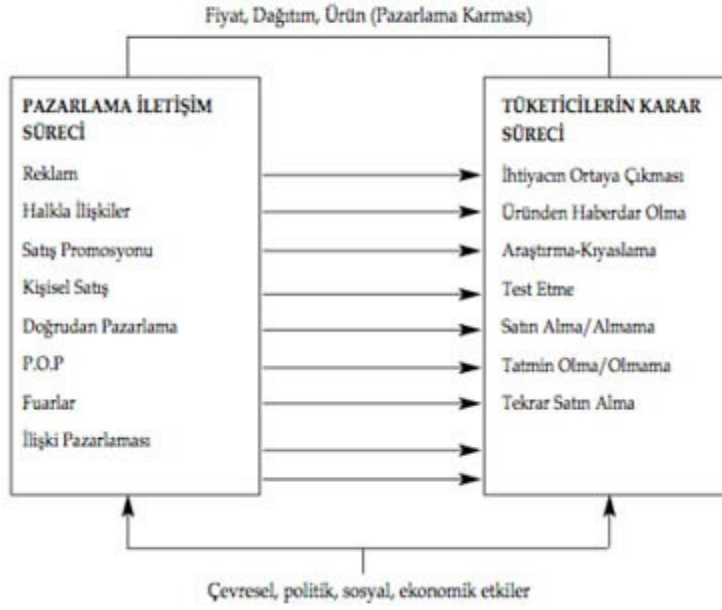 Fiyat, Dağıtım, Ürün (Pazarlama Karması)
PAZARLAMA İLETİŞİM
SÜRECİ
Reklam
Halkla İlişkiler
Satış Promosyonu
Kişisel Satış
Doğrudan Pazarlama
P.O.P
Fuarlar
İlişki Pazarlaması
TÜKETİCİLERİN KARAR
SÜRECİ
İhtiyacın Ortaya Çıkması
Üründen Haberdar Olma
Araştırma-Kıyaslama
Test Etme
Satın Alma/Almama
Tatmin Olma/Olmama
Tekrar Satın Alma
Çevresel, politik, sosyal, ekonomik etkiler